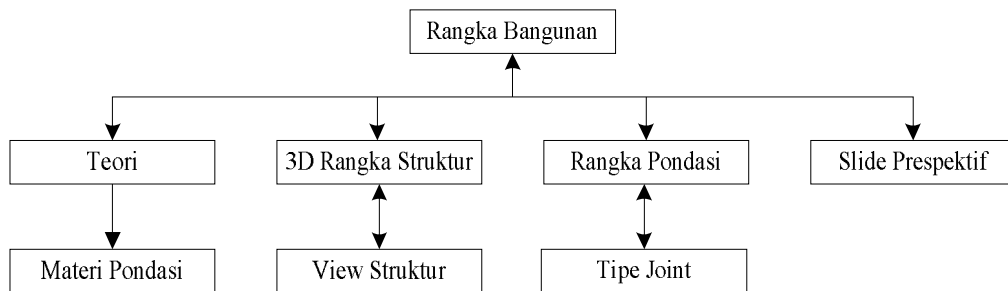 Rangka Bangunan
Teori
3D Rangka Struktur
Rangka Pondasi
Slide Prespektif
Materi Pondasi
View Struktur
Tipe Joint